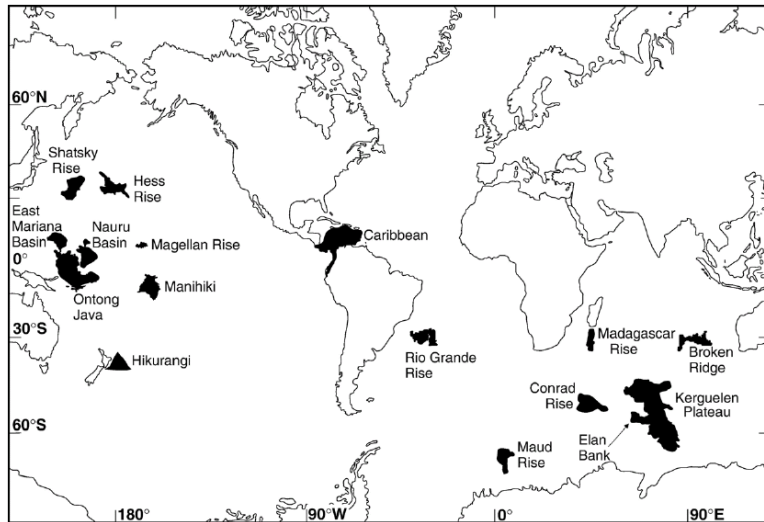 60°N
Shatsky
Rise
Hess
Rise
East
Mariana
Basin
Nauru
Basin
Magellan Rise
Caribbean
0°
Manihiki
Ontong
Java
30°S
Hikurangi
Rio Grande
Rise
Madagascar
Rise
Broken
Ridge
Conrad
Rise
Kerguelen
Plateau
60°S
Elan
Bank
Maud
Rise
180°
90°W
0°
90°E